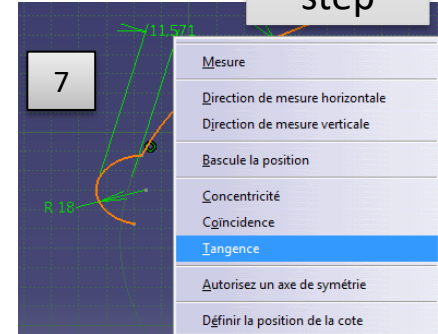 step
11,571
7
R 18
Mesure
Direction de mesure horizontale
Direction de mesure verticale
Bascule la position
Concentricité
Coïncidence
Tangence
Autorisez un axe de symétrie
Définir la position de la cote